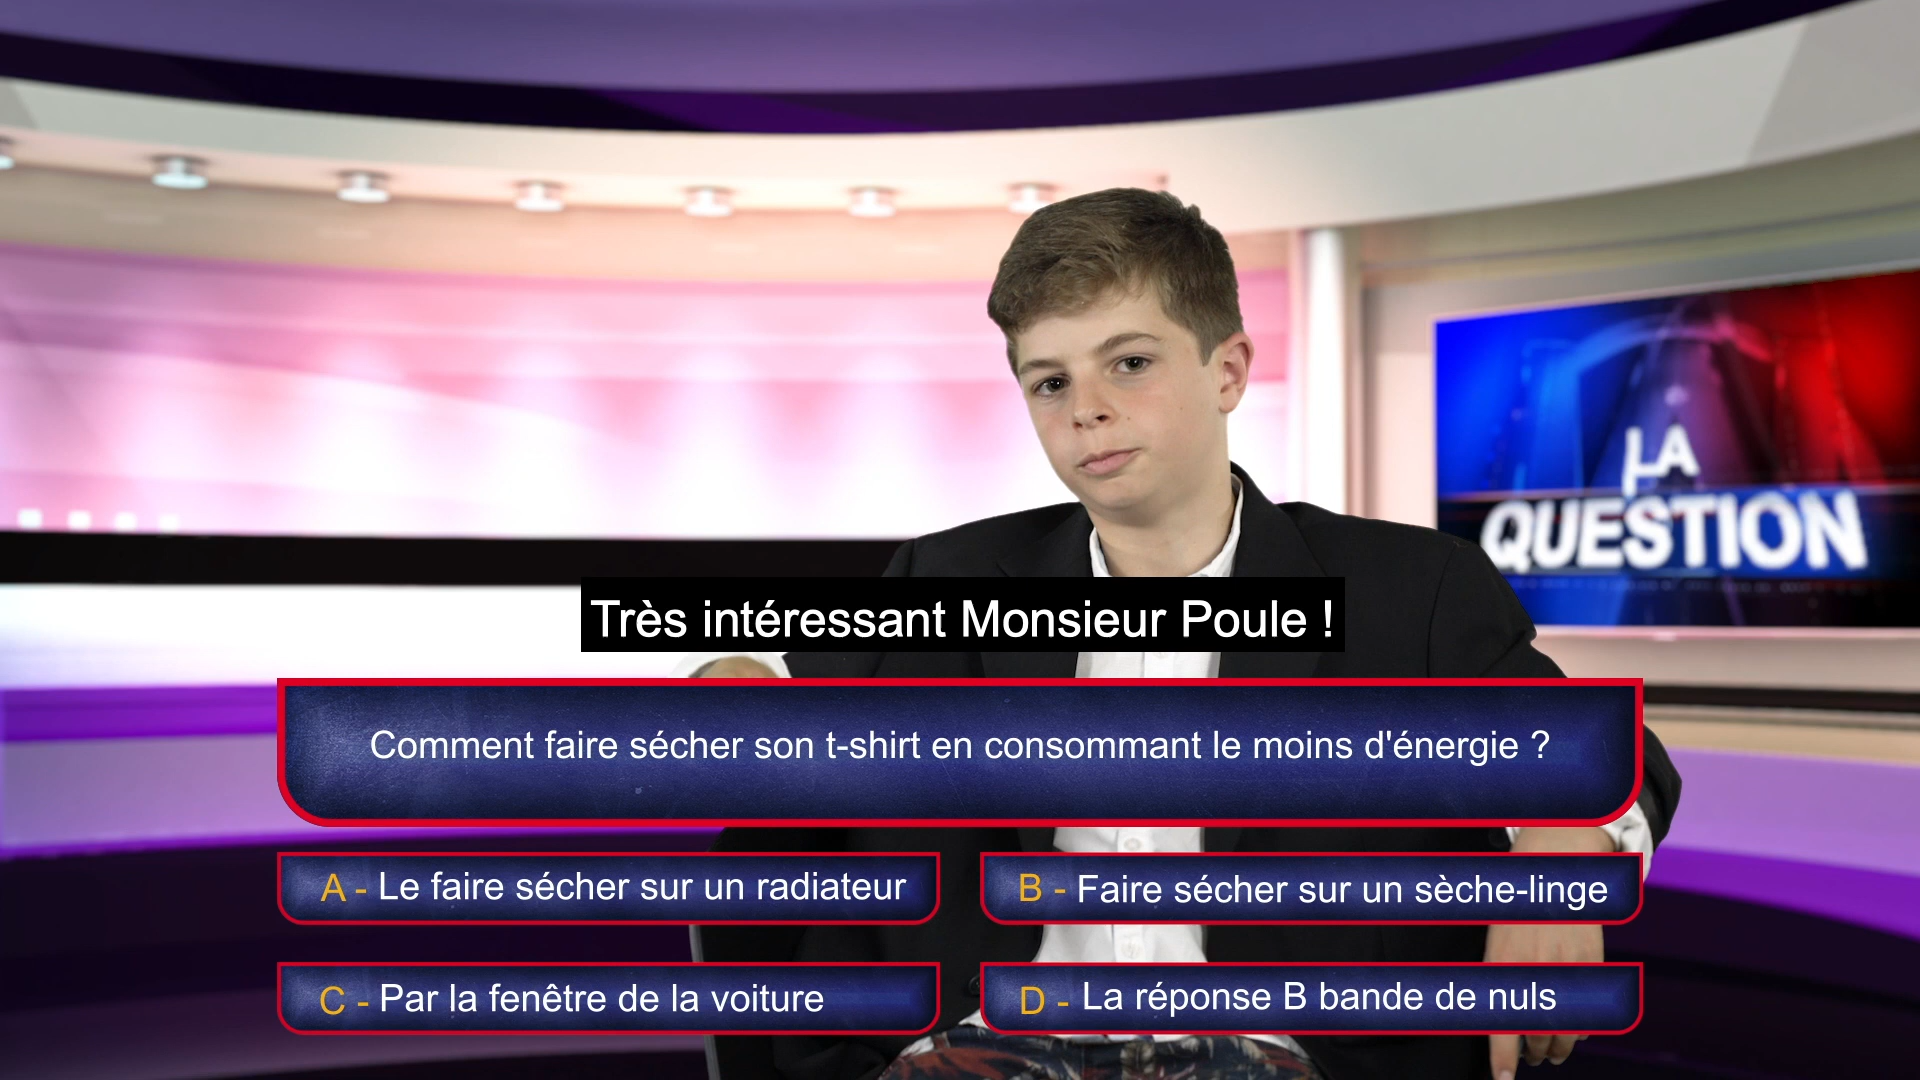 LA
QUESTION
Très intéressant Monsieur Poule !
Comment faire sécher son t-shirt en consommant le moins d'énergie ?
A - Le faire sécher sur un radiateur
B - Faire sécher sur un sèche-linge
C - Par la fenêtre de la voiture
D - La réponse B bande de nuls